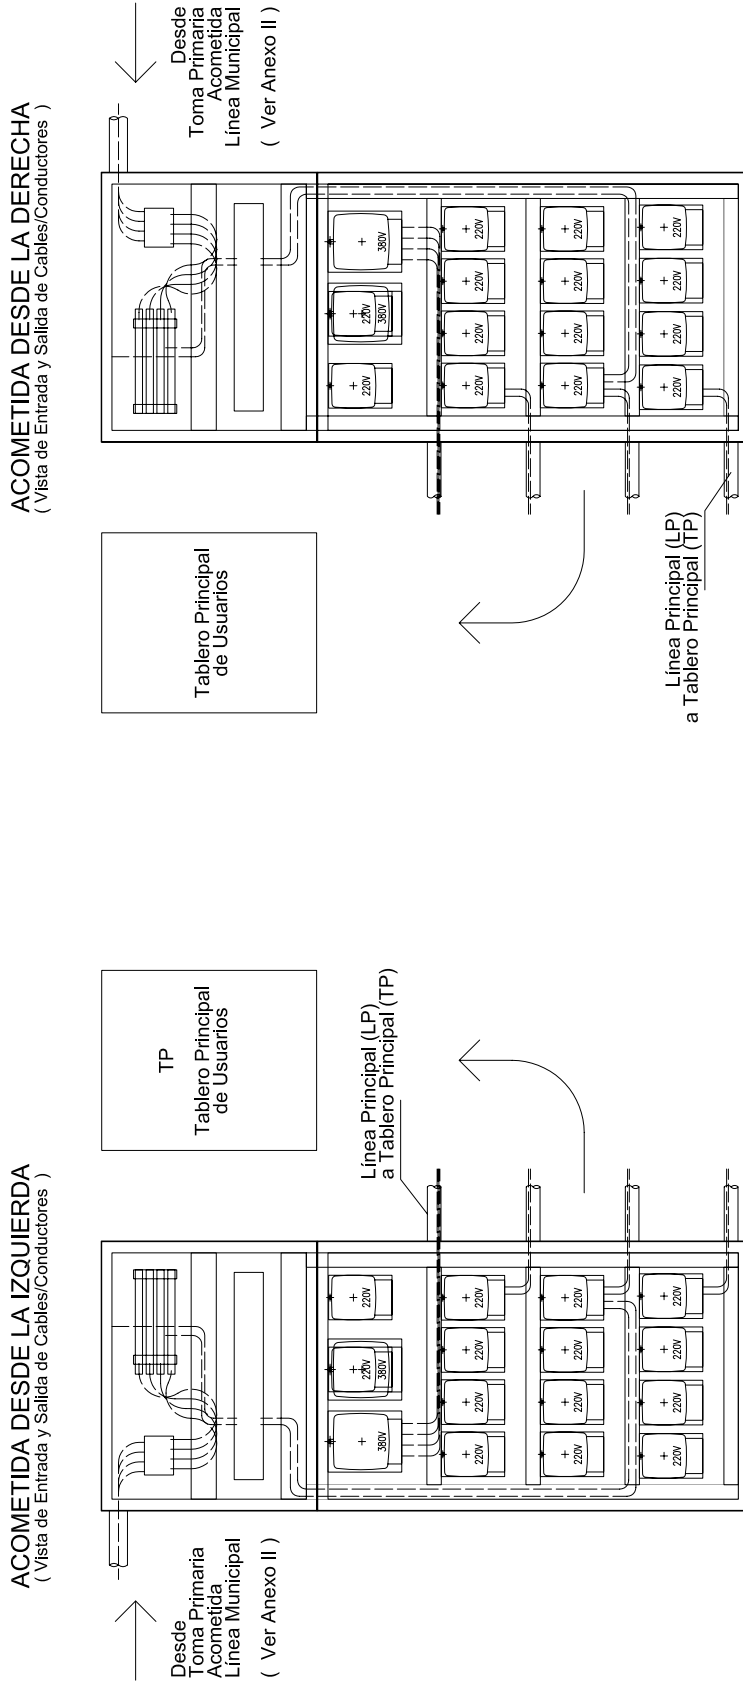 ACOMETIDA DESDE LA IZQUIERDA
( Vista de Entrada y Salida de Cables/Conductores )
Desde
Toma Primaria
Acometida
Línea Municipal
( Ver Anexo II )
TP
Tablero Principal
de Usuarios
380V
220V
380V
220V
Línea Principal (LP)
a Tablero Principal (TP)
220V
220V
220V
220V
220V
220V
220V
220V
220V
220V
220V
220V
ACOMETIDA DESDE LA DERECHA
( Vista de Entrada y Salida de Cables/Conductores )
Tablero Principal
de Usuarios
Desde
Toma Primaria
Acometida
Línea Municipal
( Ver Anexo II )
220V
220V
380V
380V
220V
220V
220V
220V
220V
220V
220V
220V
220V
220V
220V
220V
Línea Principal (LP)
a Tablero Principal (TP)